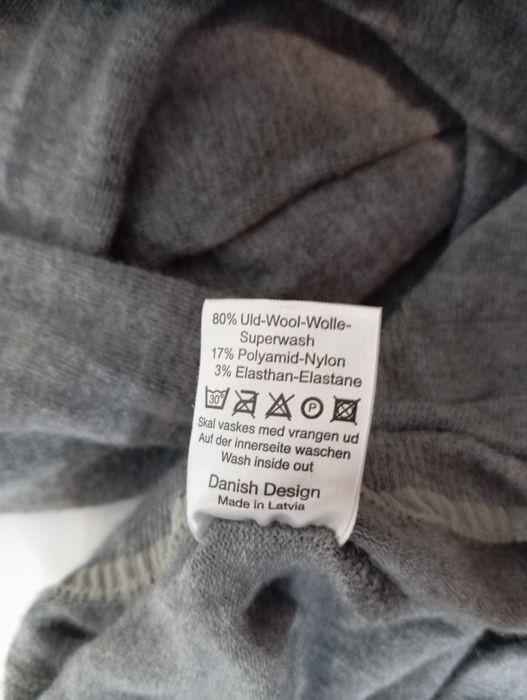 80% Uld-Wool-Wolle-
Superwash
17% Polyamid-Nylon
3% Elasthan-Elastane
30° P
Skal vaskes med vrangen ud
Auf der innerseite waschen
Wash inside out
Danish Design
Made in Latvia